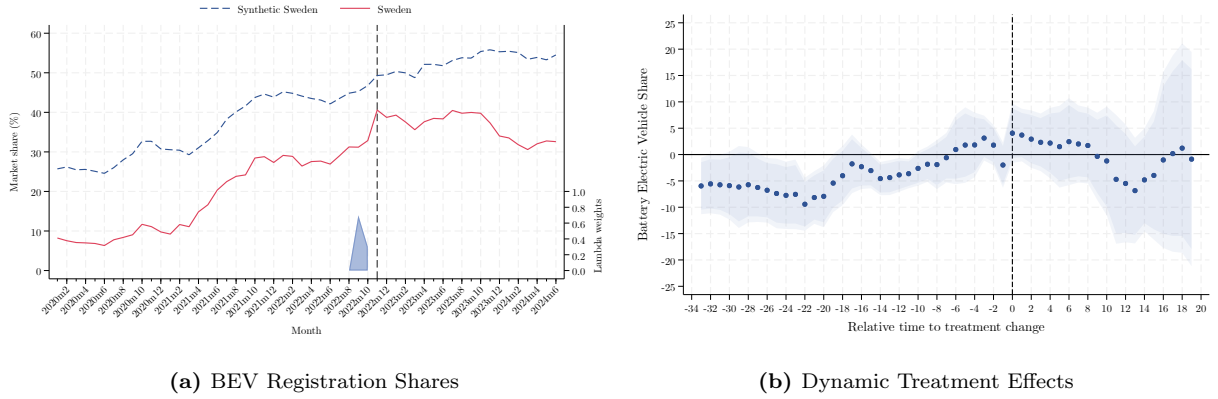 Synthetic Sweden
Sweden
Market share (%)
60
50
40
30
20
10
0
1.0
0.8
0.6
0.4
0.2
0.0
Lambda weights
2020m2 2020m4 2020m6 2020m8 2020m10 2020m12 2021m2 2021m4 2021m6 2021m8 2021m10 2021m12 2022m2 2022m4 2022m6 2022m8 2022m10 2022m12 2023m2 2023m4 2023m6 2023m8 2023m10 2023m12 2024m2 2024m4 2024m6
Month
(a) BEV Registration Shares
Battery Electric Vehicle Share
25
20
15
10
5
0
-5
-10
-15
-20
-25
-34 -32 -30 -28 -26 -24 -22 -20 -18 -16 -14 -12 -10 -8 -6 -4 -2 0 2 4 6 8 10 12 14 16 18 20
Relative time to treatment change
(b) Dynamic Treatment Effects